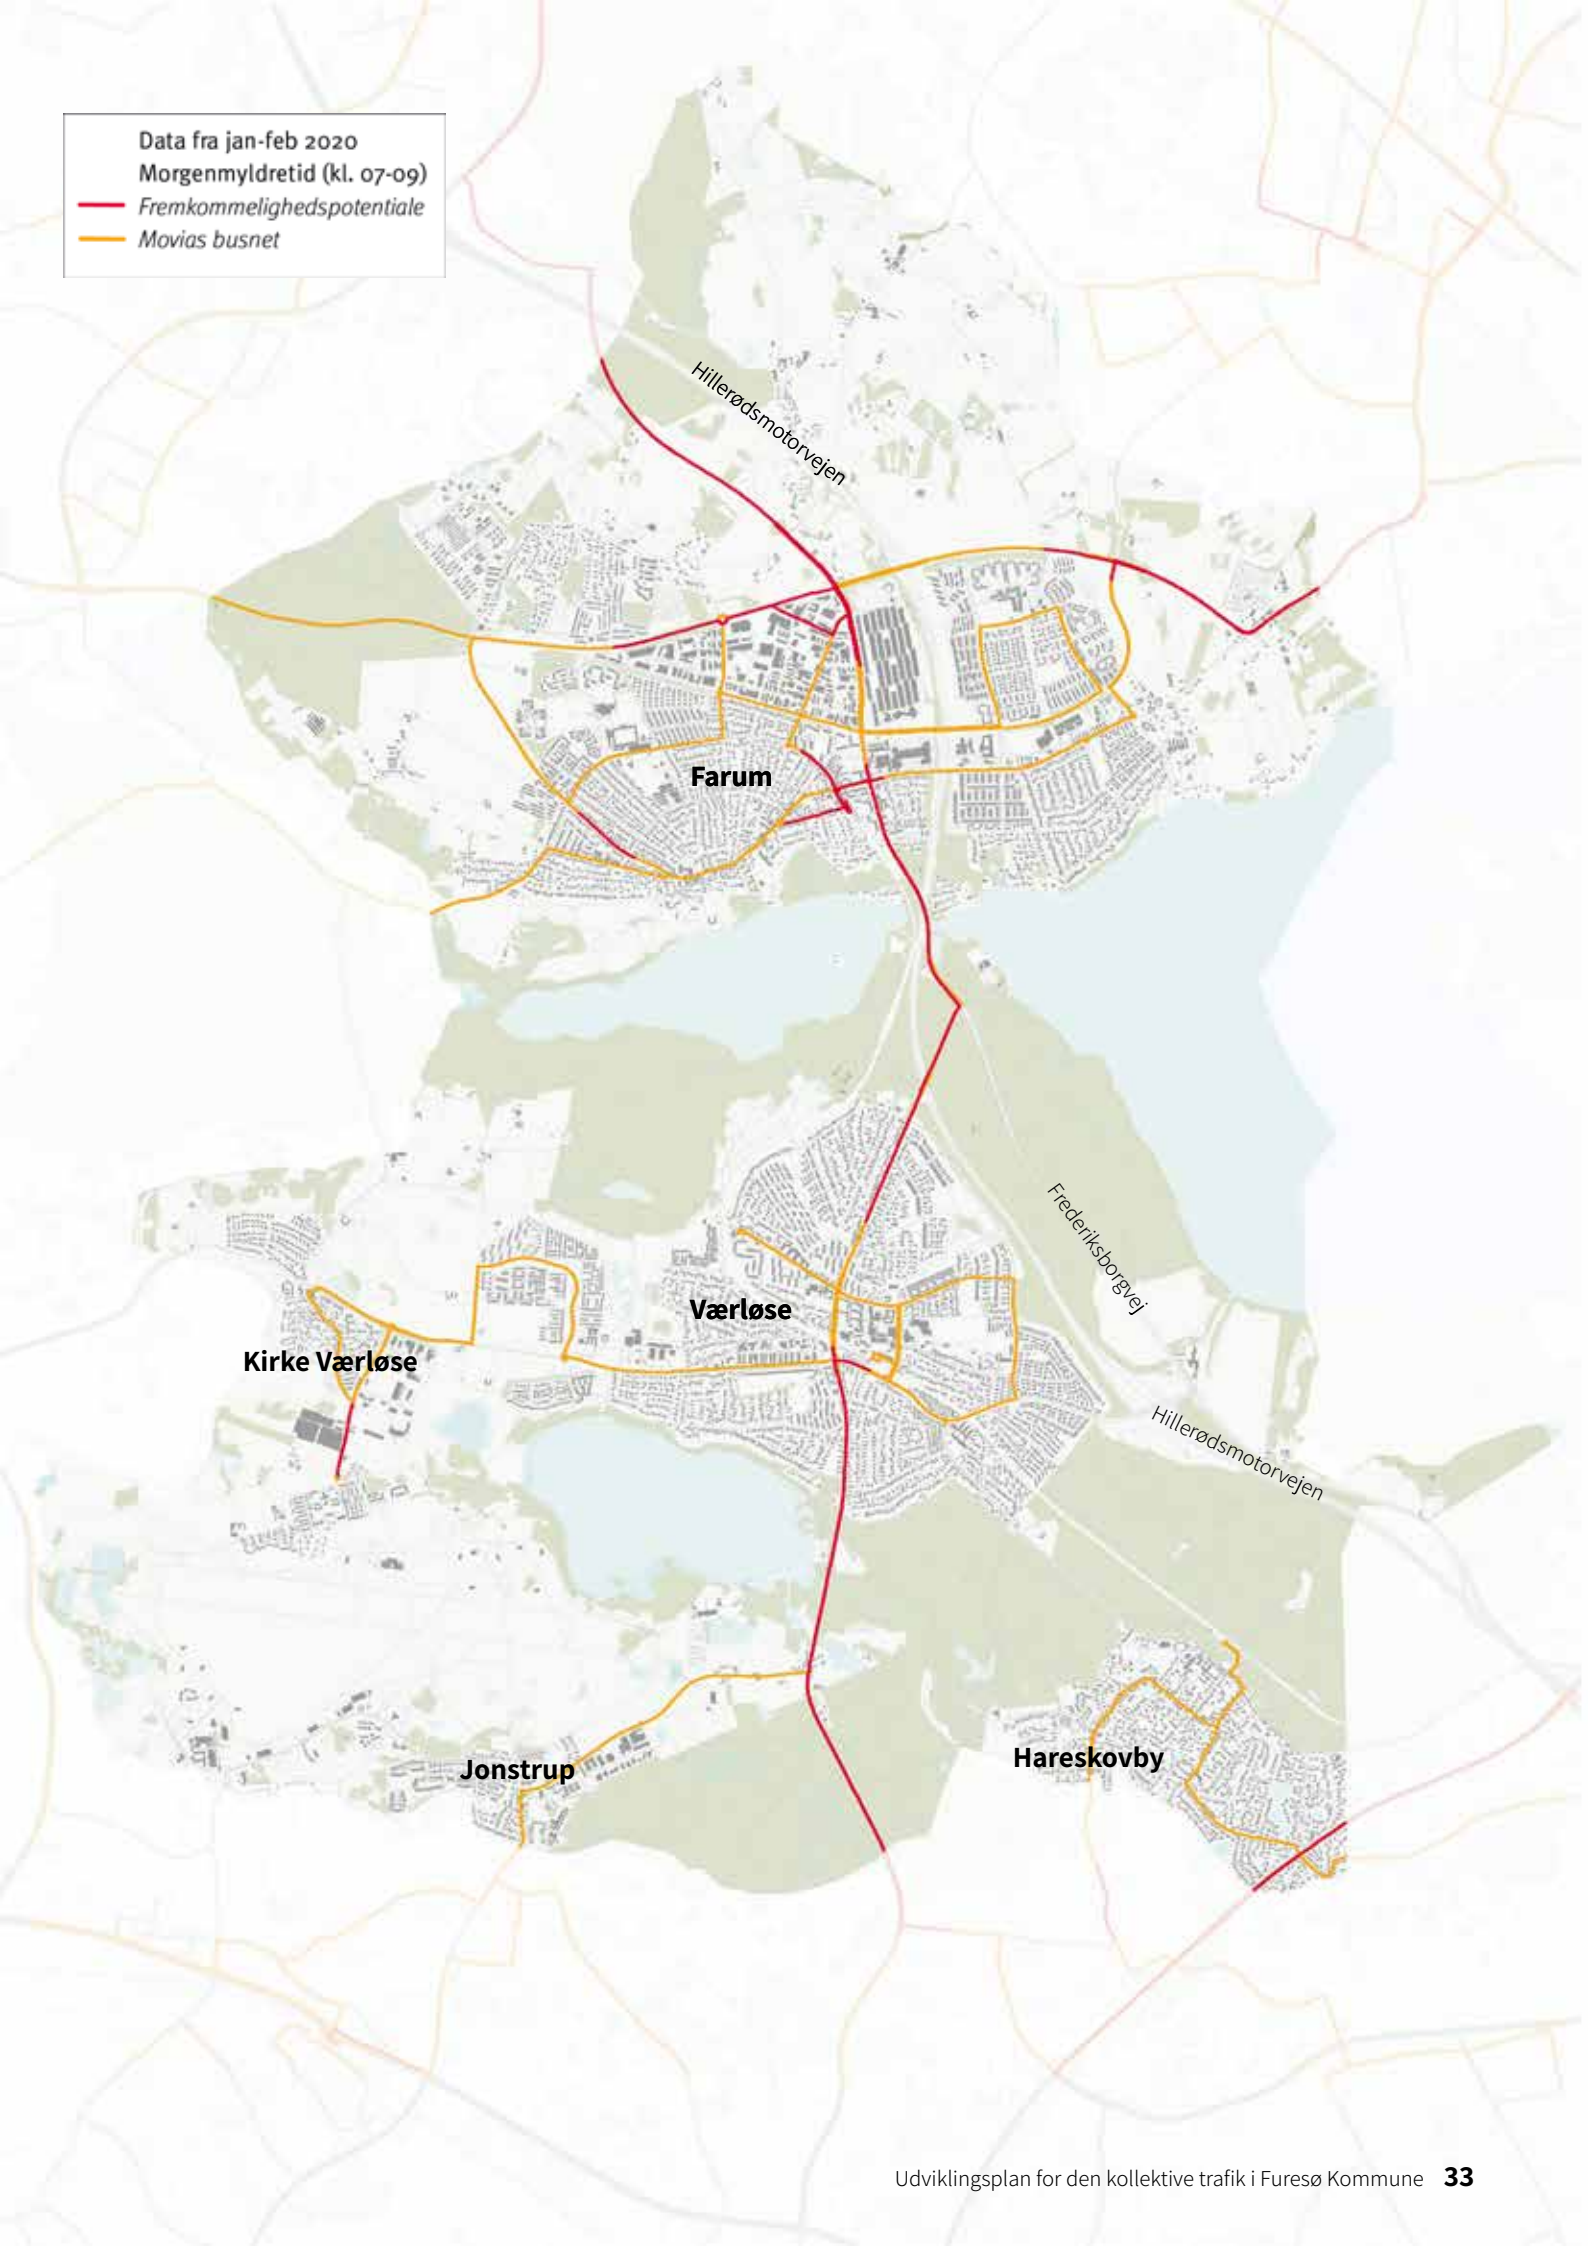 Data fra jan-feb 2020
Morgenmyldretid (kl. 07-09)
Fremkommelighedspotentiale
Movias busnet
Hillerødsmotorvejen
Farum
Frederiksborgvej
Værløse
Kirke Værløse
Hillerødsmotorvejen
Jonstrup
Hareskovby
Udviklingsplan for den kollektive trafik i Furesø Kommune 33